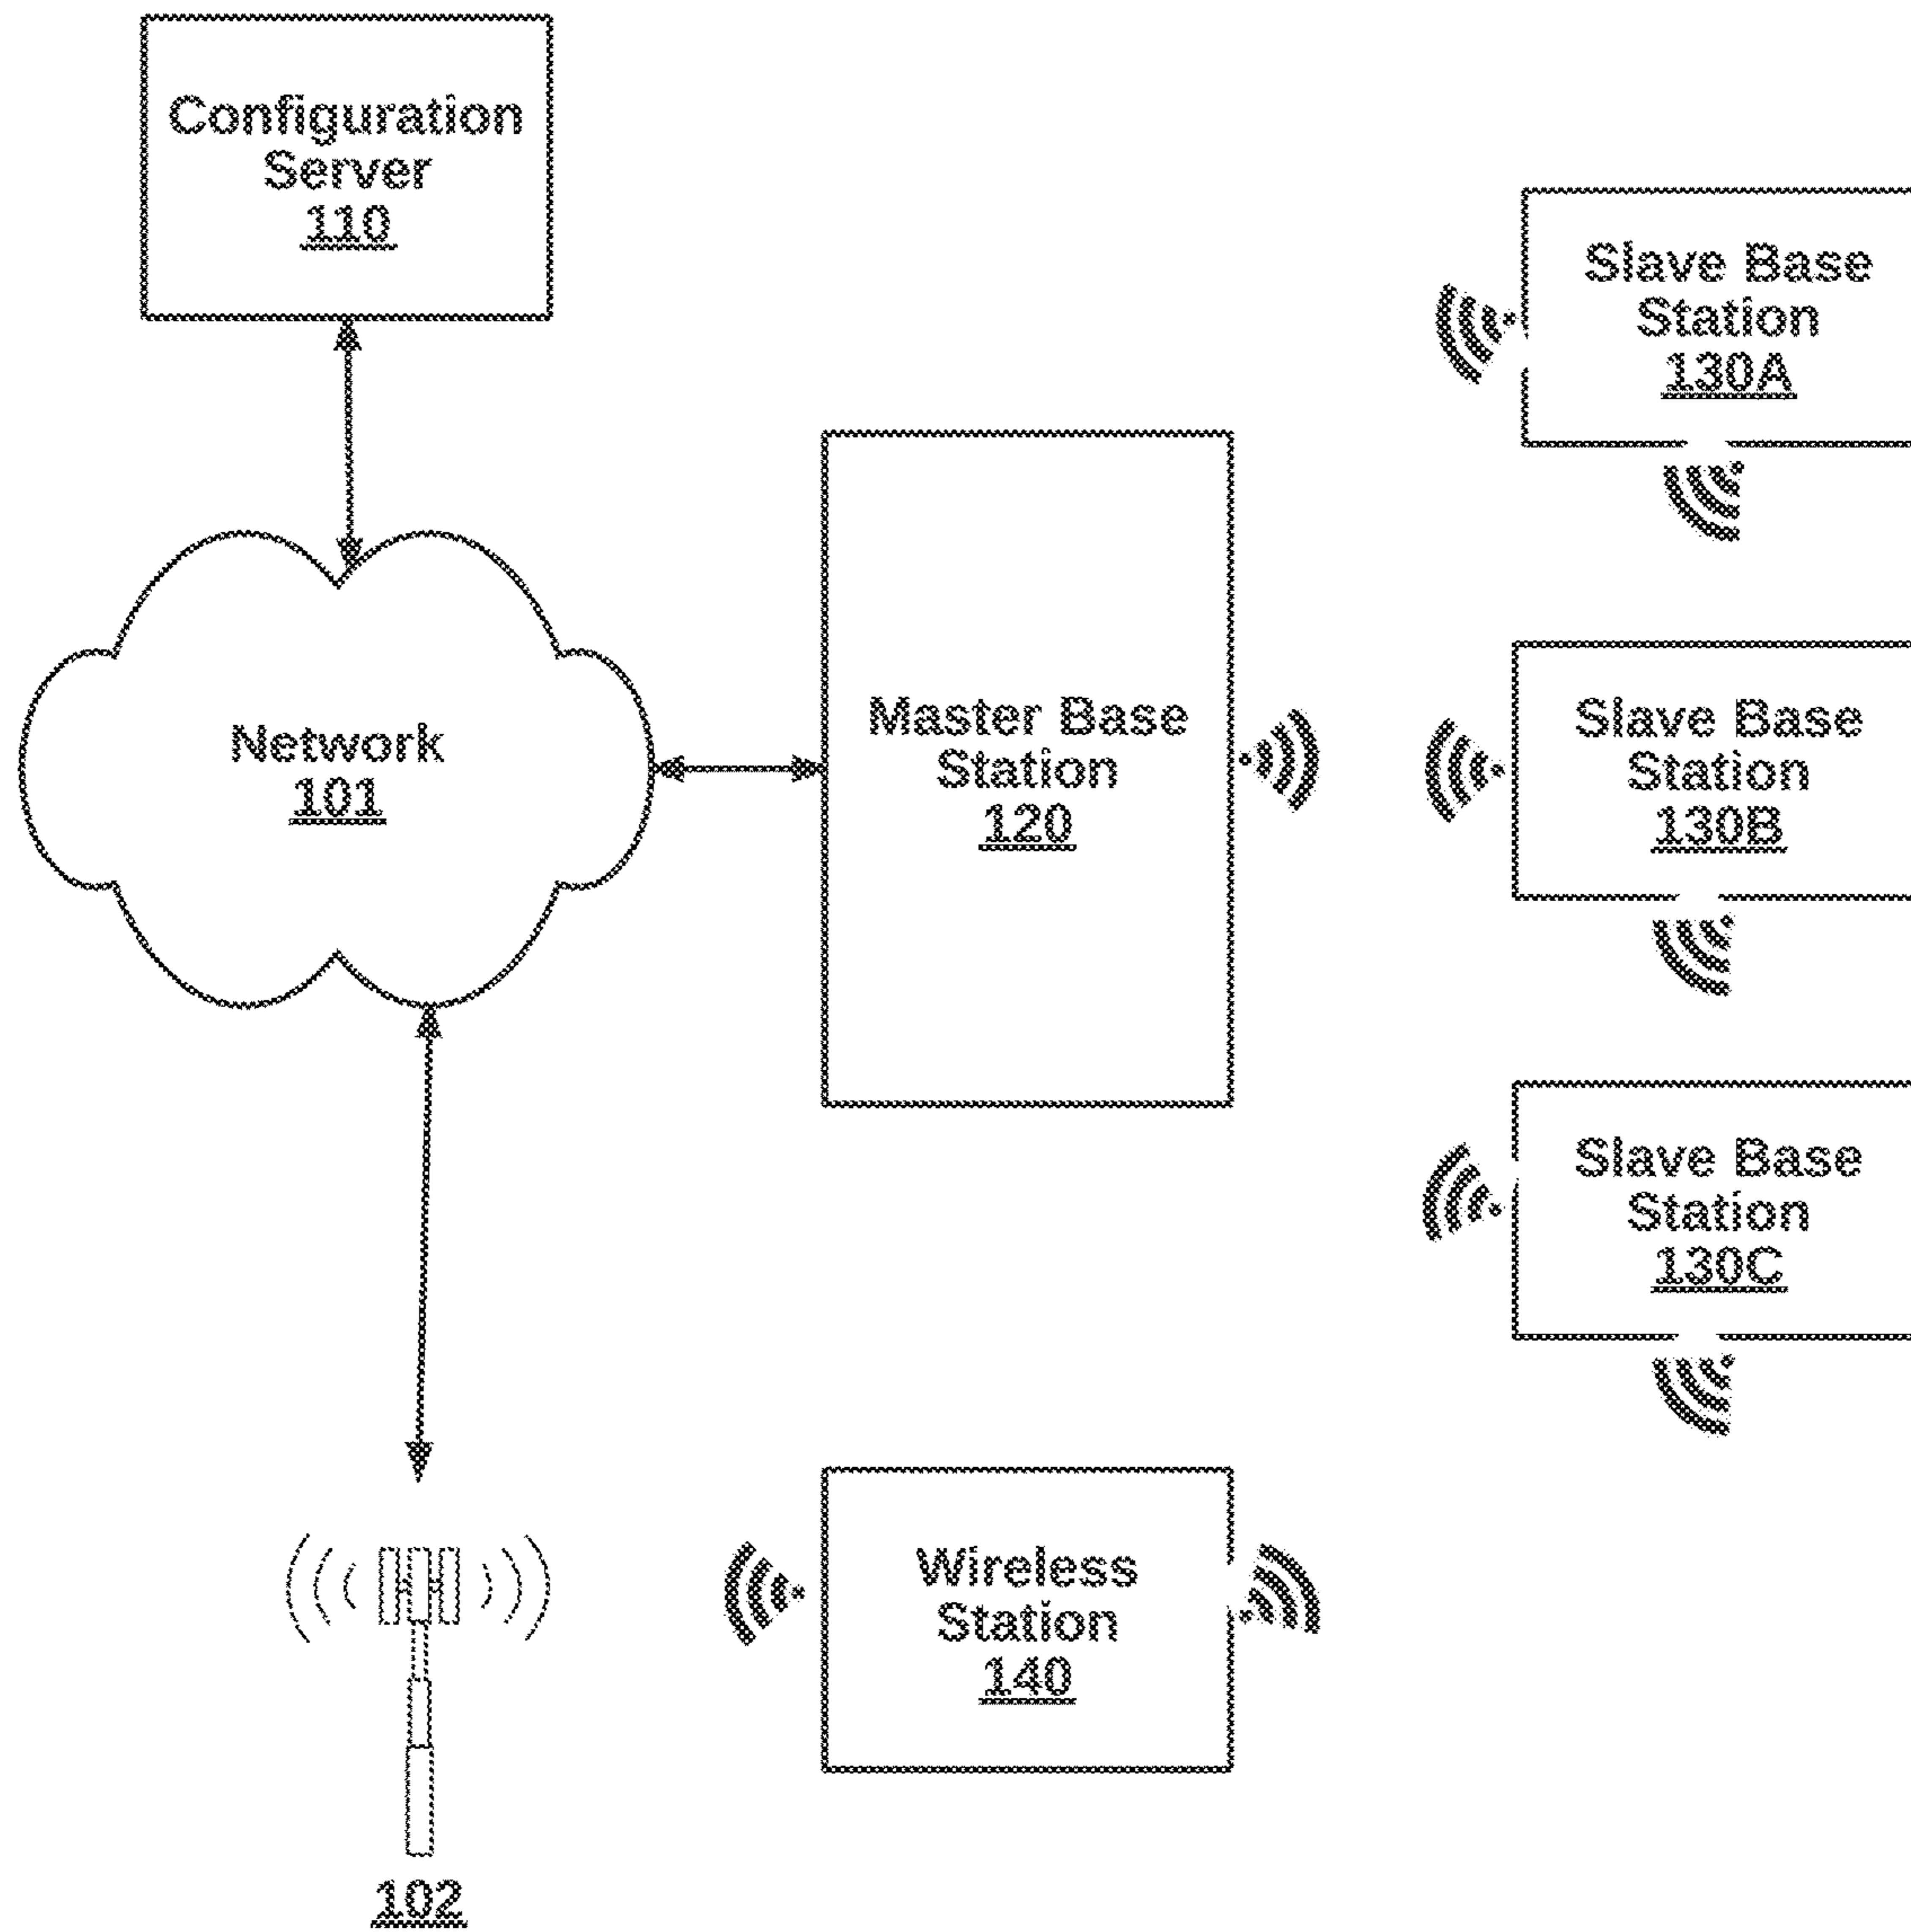 Configuration
Server
110
Slave Base
Station
130A
Network
101
Master Base
Station
120
Slave Base
Station
130B
Slave Base
Station
130C
Wireless
Station
140
102